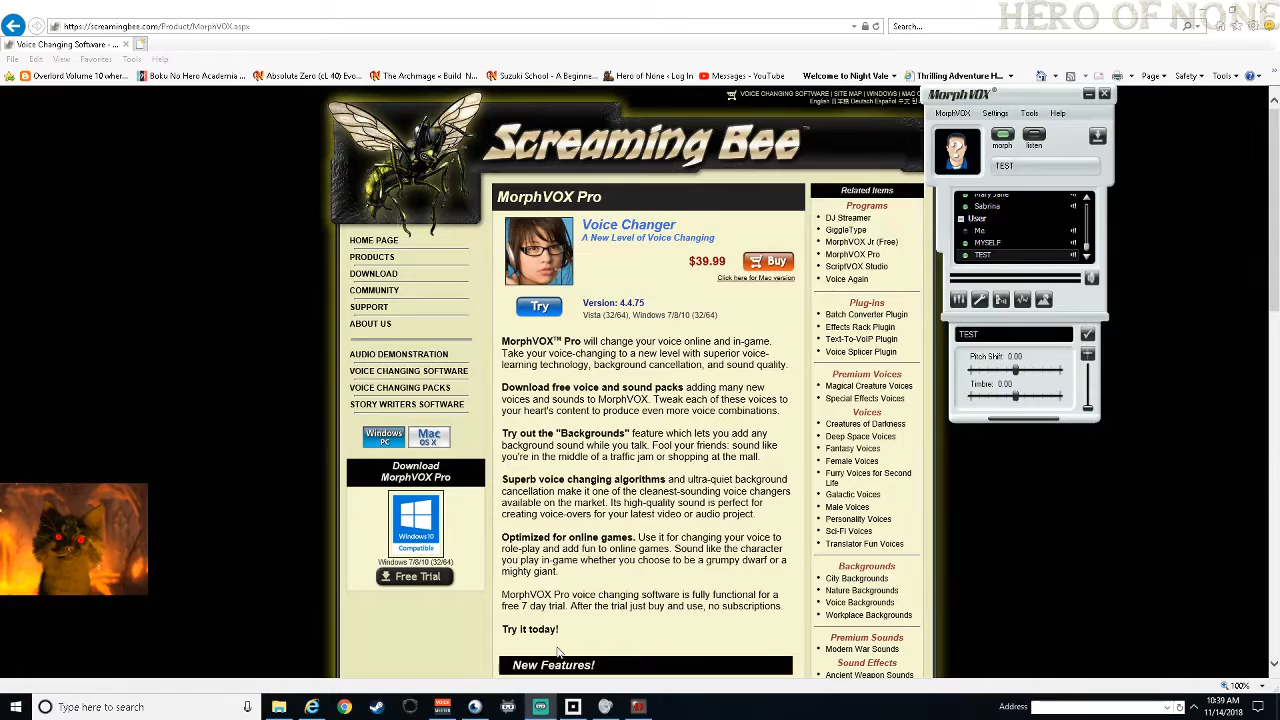 HERO OF NONE
https://screamingbee.com/Product/MorphVOX.aspx
Search...
Voice Changing Software - ...
File Edit View Favorites Tools Help
Overlord Volume 10 wher...
Boku No Hero Academia ...
Absolute Zero (cL 40) Evo...
The Archmage < Build N...
Suzuki School - A Beginne...
Hero of None < Log In
Messages - YouTube
Welcome to Night Vale
Thrilling Adventure H...
Page
Safety
Tools
VOICE CHANGING SOFTWARE | SITE MAP | WINDOWS | MAC O
English 日本語 Deutsch Español 中文
Screaming Bee™
HOME PAGE
PRODUCTS
DOWNLOAD
COMMUNITY
SUPPORT
ABOUT US
AUDIO DEMONSTRATION
VOICE CHANGING SOFTWARE
VOICE CHANGING PACKS
STORY WRITERS SOFTWARE
Windows PC
Mac OS X
Download
MorphVOX Pro
Windows10
Compatible
Windows 7/8/10 (32/64)
Free Trial
MorphVOX Pro
Voice Changer
A New Level of Voice Changing
$39.99
Buy
Click here for Mac version
Try
Version: 4.4.75
Vista (32/64), Windows 7/8/10 (32/64)
MorphVOX™ Pro will change your voice online and in-game.
Take your voice-changing to a new level with superior voice-
learning technology, background cancellation, and sound quality.
Download free voice and sound packs adding many new
voices and sounds to MorphVOX. Tweak each of these voices to
your heart's content to produce even more voice combinations.
Try out the "Backgrounds" feature which lets you add any
background sound while you talk. Fool your friends: sound like
you're in the middle of a traffic jam or shopping at the mall.
Superb voice changing algorithms and ultra-quiet background
cancellation make it one of the cleanest-sounding voice changers
available on the market. Its high-quality sound is perfect for
creating voice-overs for your latest video or audio project.
Optimized for online games. Use it for changing your voice to
role-play and add fun to online games. Sound like the character
you play in-game whether you choose to be a grumpy dwarf or a
mighty giant.
MorphVOX Pro voice changing software is fully functional for a
free 7 day trial. After the trial just buy and use, no subscriptions.
Try it today!
New Features!
Related Items
Programs
DJ Streamer
GiggleType
MorphVOX Jr (Free)
MorphVOX Pro
ScriptVOX Studio
Voice Again
Plug-ins
Batch Converter Plugin
Effects Rack Plugin
Text-To-VoIP Plugin
Voice Splicer Plugin
Premium Voices
Magical Creature Voices
Special Effects Voices
Voices
Creatures of Darkness
Deep Space Voices
Fantasy Voices
Female Voices
Furry Voices for Second
Life
Galactic Voices
Male Voices
Personality Voices
Sci-Fi Voices
Translator Fun Voices
Backgrounds
City Backgrounds
Nature Backgrounds
Voice Backgrounds
Workplace Backgrounds
Premium Sounds
Modern War Sounds
Sound Effects
Ancient Weapon Sounds
MorphVOX®
MorphVOX Settings Tools Help
morph
listen
TEST
Mary Jane
Sabrina
User
Me
MYSELF
TEST
TEST
Pitch Shift: 0.00
Timbre: 0.00
100%
Type here to search
Address
10:39 AM
11/14/2018